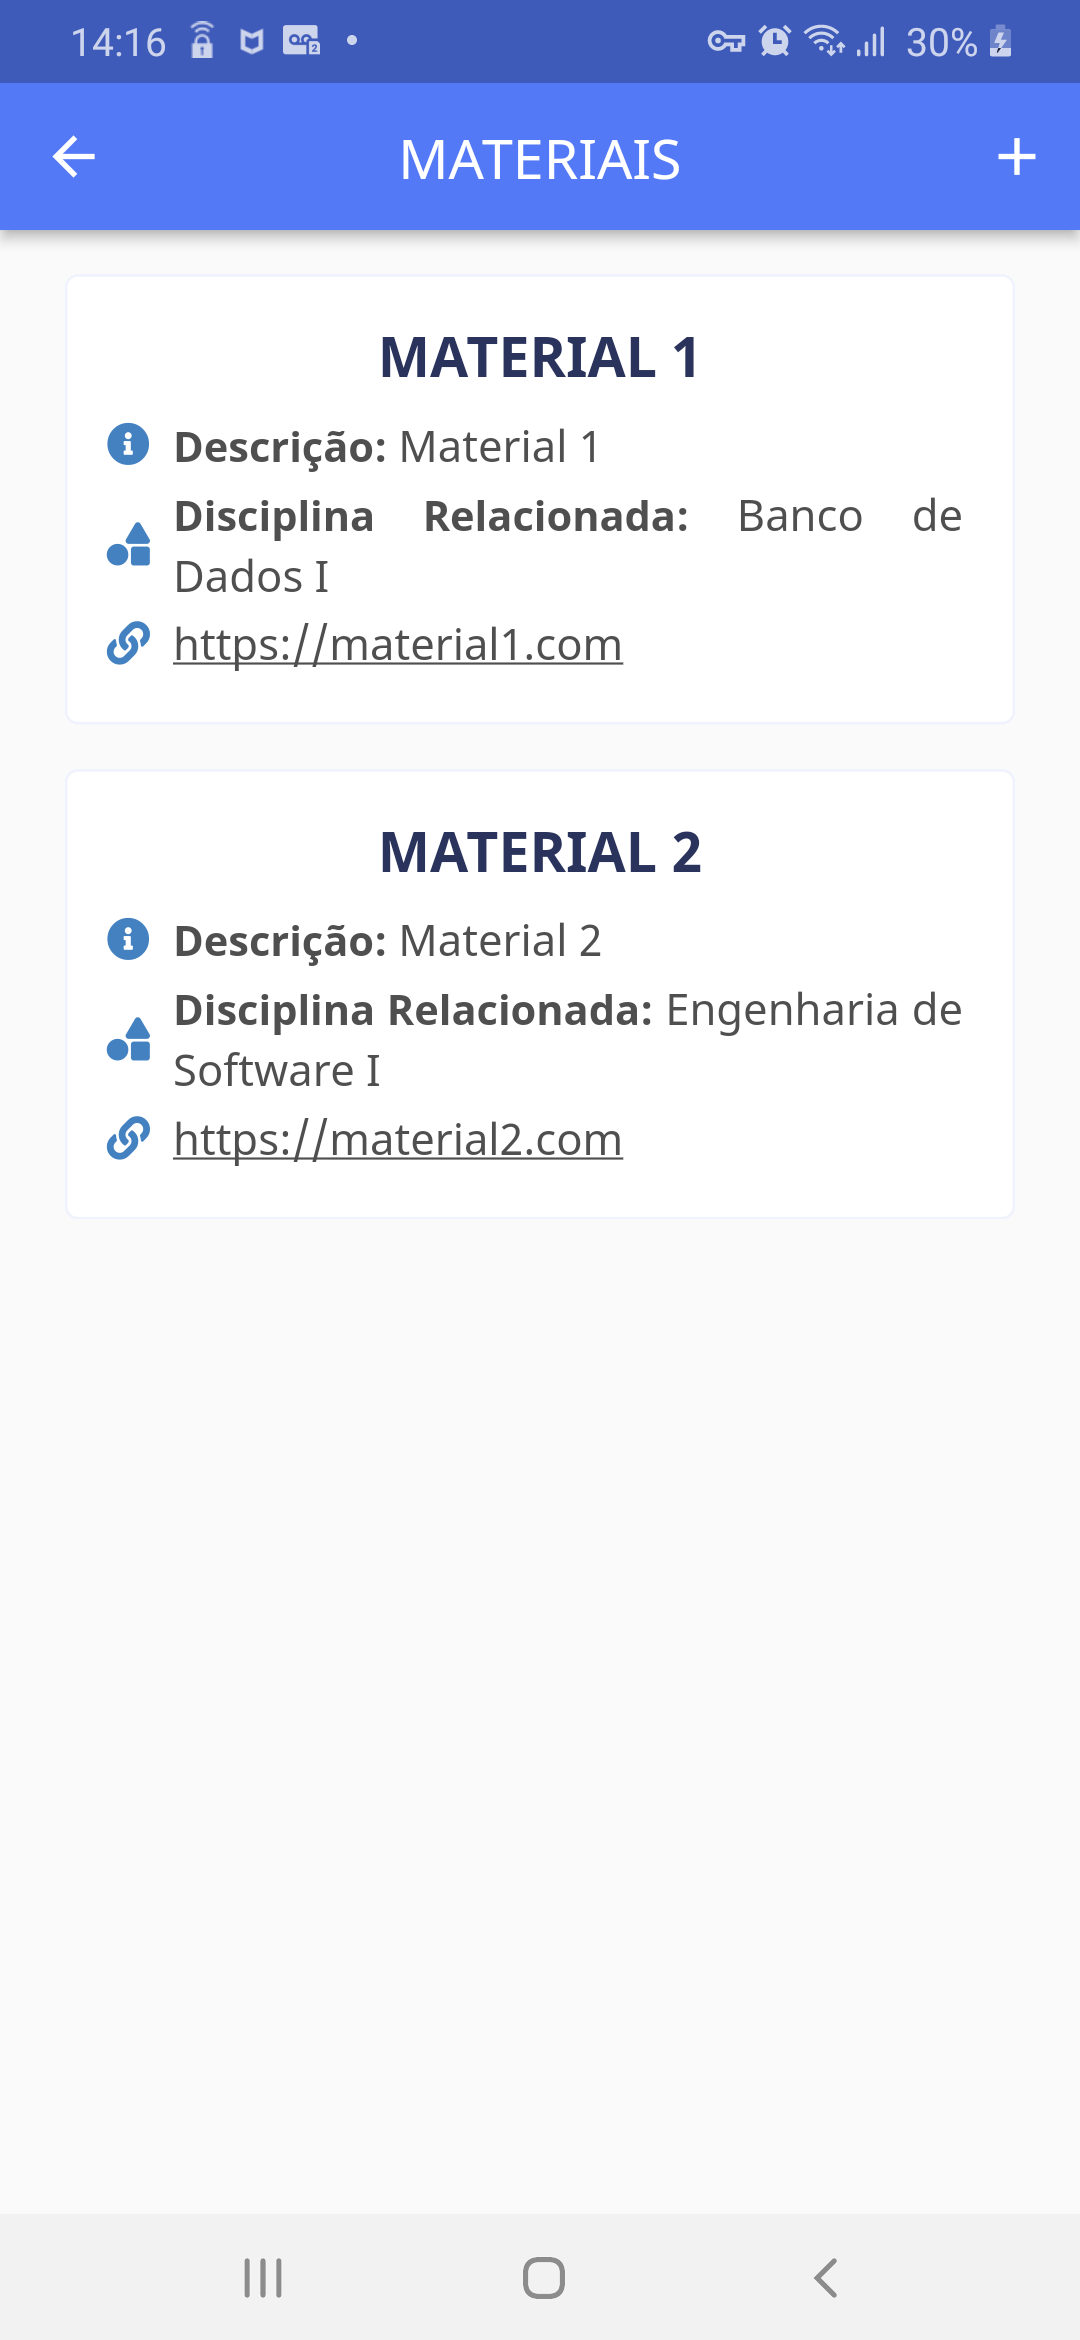 14:16
30%
MATERIAIS
MATERIAL 1
Descrição: Material 1
Disciplina Relacionada: Banco de
Dados I
https://material1.com
MATERIAL 2
Descrição: Material 2
Disciplina Relacionada: Engenharia de
Software I
https://material2.com